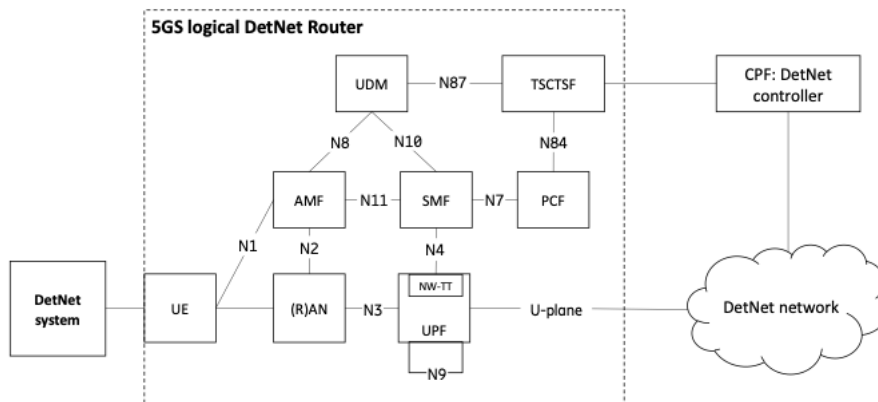 5GS logical DetNet Router
UDM
N87
TSCTSF
CPF: DetNet
controller
N8
N10
N84
AMF
N11
SMF
N7
PCF
N1
N2
N4
DetNet
system
UE
(R)AN
N3
NW-TT
UPF
U-plane
DetNet network
N9